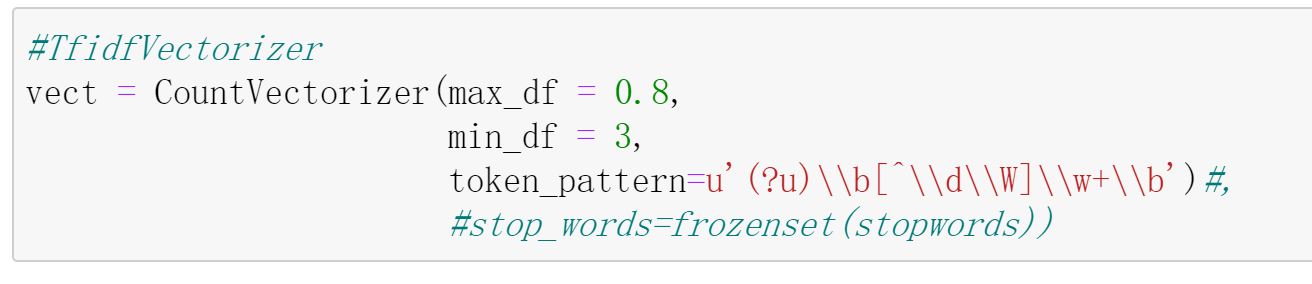 #TfidfVectorizer
vect = CountVectorizer(max_df = 0.8,
min_df = 3,
token_pattern=u'(?u)\\b[^\\d\\W]\\w+\\b')#,
#stop_words=frozenset(stopwords))